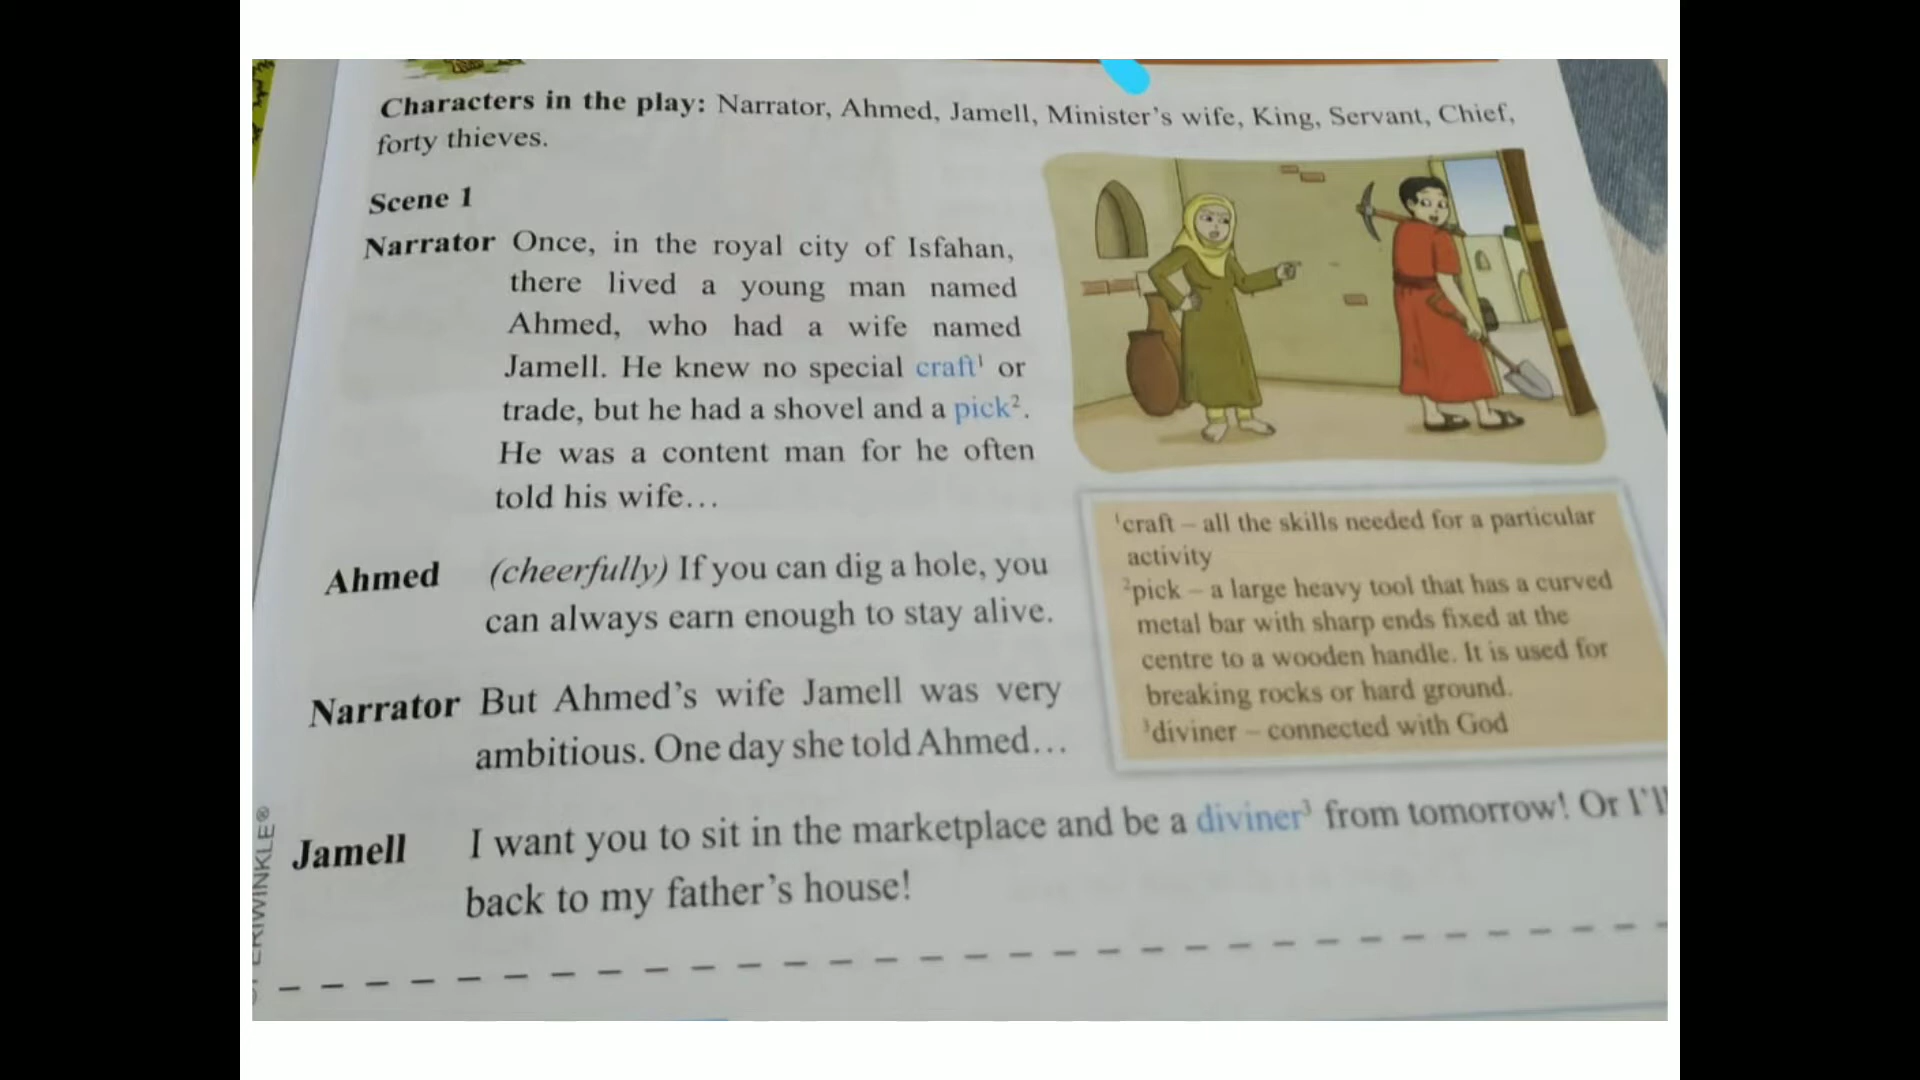 Characters in the play: Narrator, Ahmed, Jamell, Minister's wife, King, Servant, Chief,
forty thieves.
Scene 1
Narrator Once, in the royal city of Isfahan,
there lived a young man named
Ahmed, who had a wife named
Jamell. He knew no special craft¹ or
trade, but he had a shovel and a pick².
He was a content man for he often
told his wife...
Ahmed (cheerfully) If you can dig a hole, you
can always earn enough to stay alive.
Narrator But Ahmed's wife Jamell was very
ambitious. One day she told Ahmed...
Jamell I want you to sit in the marketplace and be a diviner³ from tomorrow! Or I'll
back to my father's house!
¹craft – all the skills needed for a particular
activity
²pick – a large heavy tool that has a curved
metal bar with sharp ends fixed at the
centre to a wooden handle. It is used for
breaking rocks or hard ground.
³diviner – connected with God